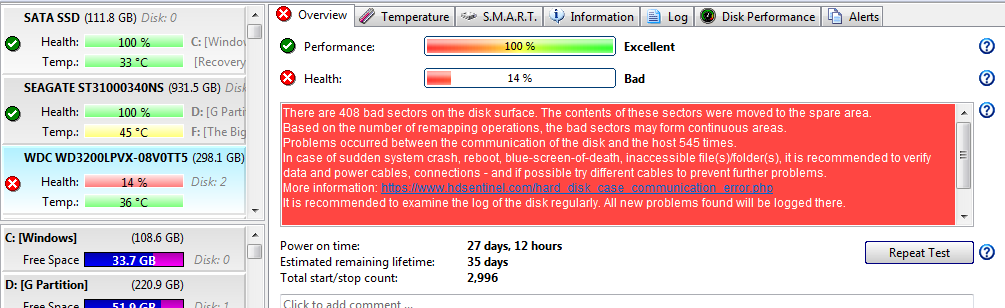 SATA SSD (111.8 GB) Disk: 0
Health: 100 % C: [Window
Temp.: 33 °C [Recovery
SEAGATE ST31000340NS (931.5 GB) Disk
Health: 100 % D: [G Partition]
Temp.: 45 °C F: [The Big
WDC WD3200LPVX-08V0TT5 (298.1 GB)
Health: 14 % Disk: 2
Temp.: 36 °C
C: [Windows] (108.6 GB)
Free Space 33.7 GB Disk: 0
D: [G Partition] (220.9 GB)
Free Space 51.9 GB Disk: 1
Overview Temperature S.M.A.R.T. Information Log Disk Performance Alerts
Performance: 100 % Excellent
Health: 14 % Bad
There are 408 bad sectors on the disk surface. The contents of these sectors were moved to the spare area.
Based on the number of remapping operations, the bad sectors may form continuous areas.
Problems occurred between the communication of the disk and the host 545 times.
In case of sudden system crash, reboot, blue-screen-of-death, inaccessible file(s)/folder(s), it is recommended to verify
data and power cables, connections - and if possible try different cables to prevent further problems.
More information: https://www.hdsentinel.com/hard_disk_case_communication_error.php
It is recommended to examine the log of the disk regularly. All new problems found will be logged there.
Power on time: 27 days, 12 hours
Estimated remaining lifetime: 35 days
Total start/stop count: 2,996
Repeat Test
Click to add comment ...